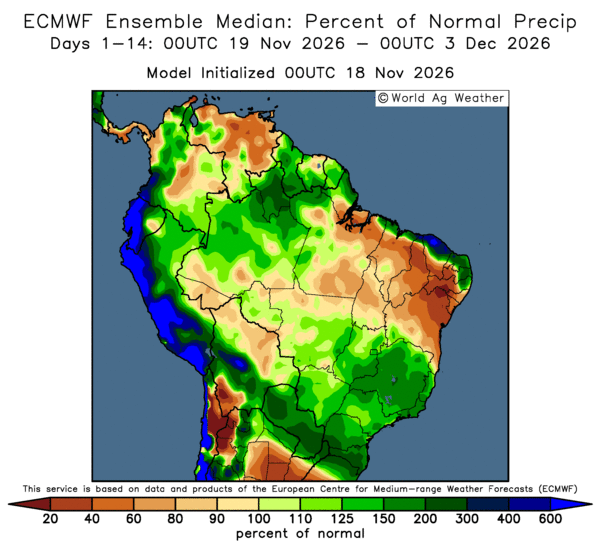 ECMWF Ensemble Median: Percent of Normal Precip
Days 1-14: 00UTC 19 Nov 2026 - 00UTC 3 Dec 2026
Model Initialized 00UTC 18 Nov 2026
© World Ag Weather
This service is based on data and products of the European Centre for Medium-range Weather Forecasts (ECMWF)
20 40 60 80 90 100 110 125 150 200 300 400 600
percent of normal